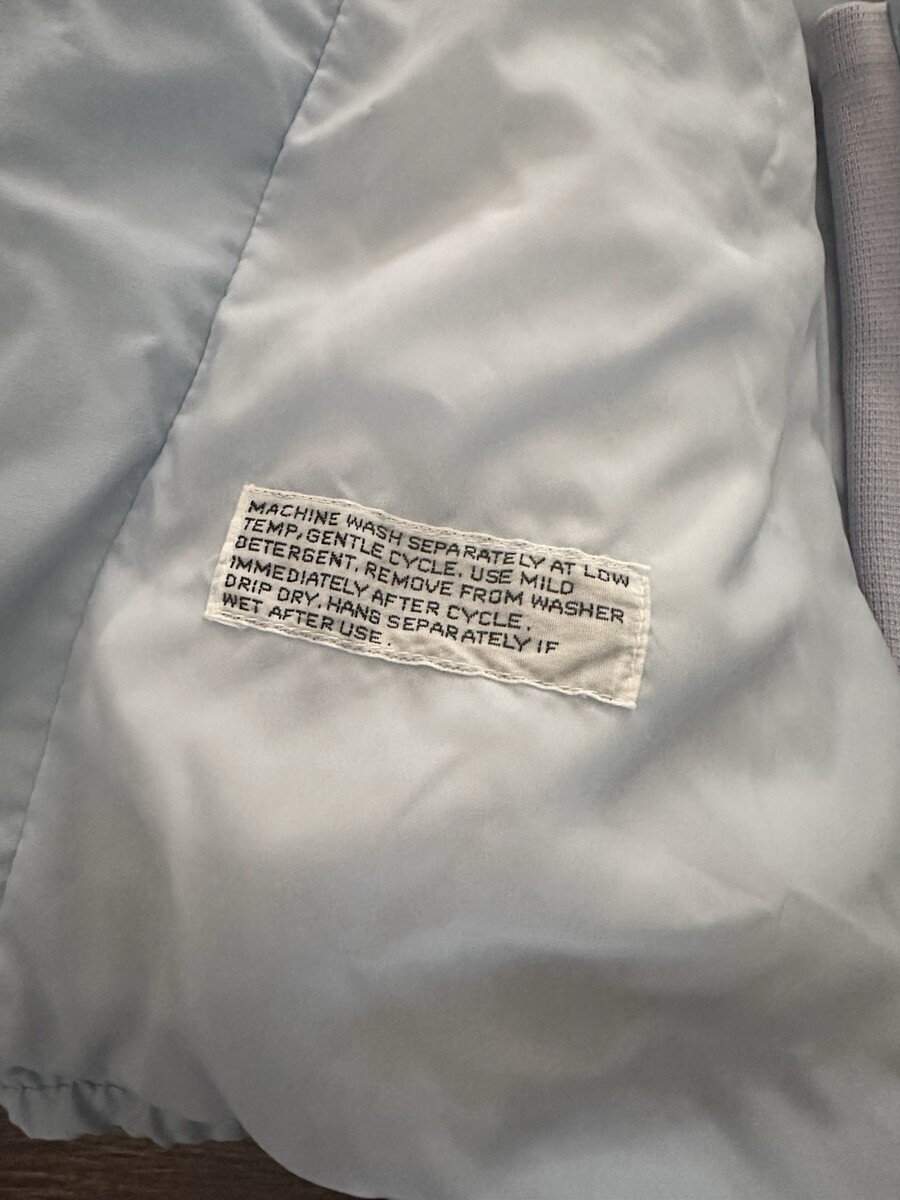 MACHINE WASH SEPARATELY AT LOW
TEMP, GENTLE CYCLE. USE MILD
DETERGENT. REMOVE FROM WASHER
IMMEDIATELY AFTER CYCLE.
DRIP DRY. HANG SEPARATELY IF
WET AFTER USE.